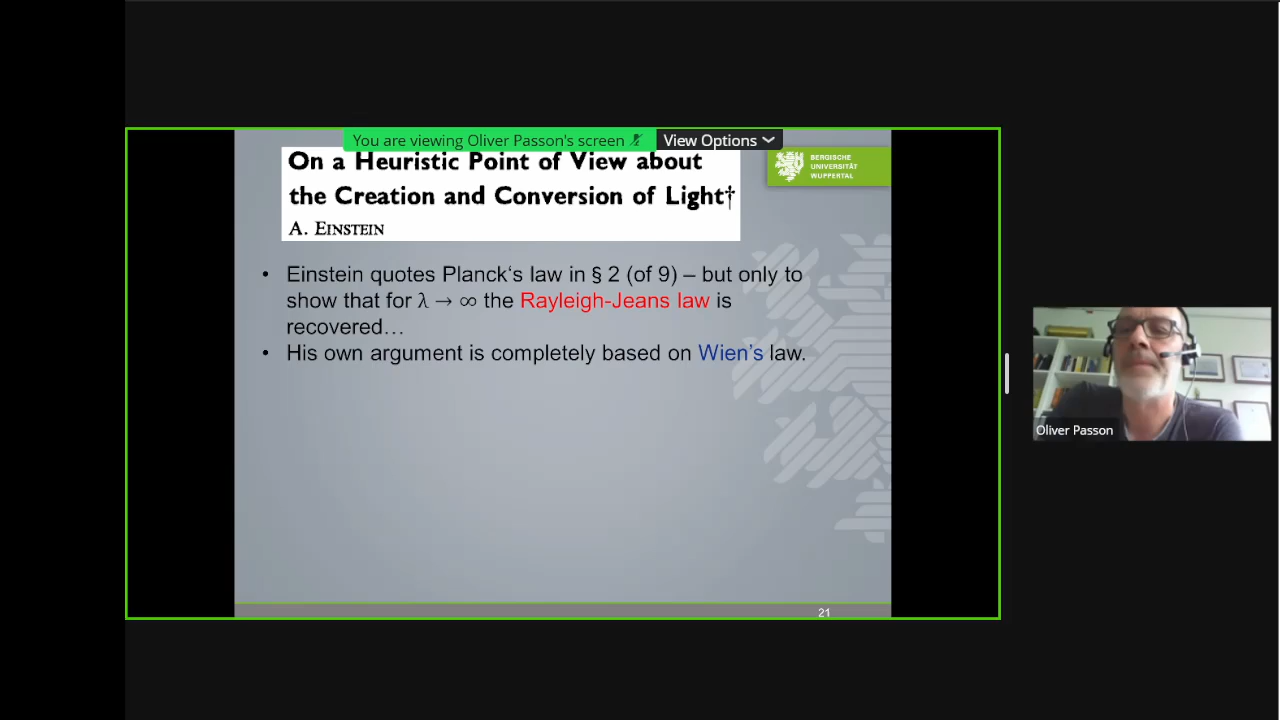 You are viewing Oliver Passon's screen
View Options
On a Heuristic Point of View about
the Creation and Conversion of Light†
A. EINSTEIN
BERGISCHE
UNIVERSITÄT
WUPPERTAL
• Einstein quotes Planck‘s law in § 2 (of 9) – but only to
show that for λ → ∞ the Rayleigh-Jeans law is
recovered…
• His own argument is completely based on Wien’s law.
Oliver Passon
21